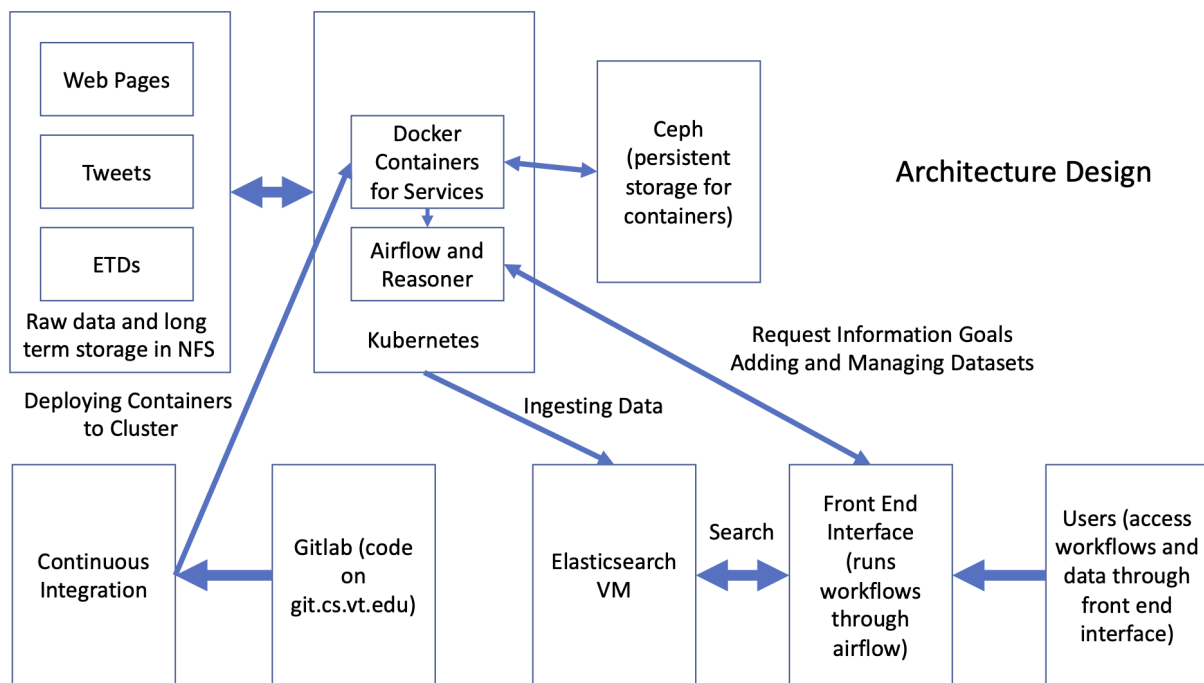 Web Pages
Tweets
ETDs
Raw data and long
term storage in NFS
Docker
Containers
for Services
Airflow and
Reasoner
Kubernetes
Ceph
(persistent
storage for
containers)
Architecture Design
Request Information Goals
Adding and Managing Datasets
Deploying Containers
to Cluster
Ingesting Data
Continuous
Integration
Gitlab (code
on
git.cs.vt.edu)
Elasticsearch
VM
Search
Front End
Interface
(runs
workflows
through
airflow)
Users (access
workflows and
data through
front end
interface)